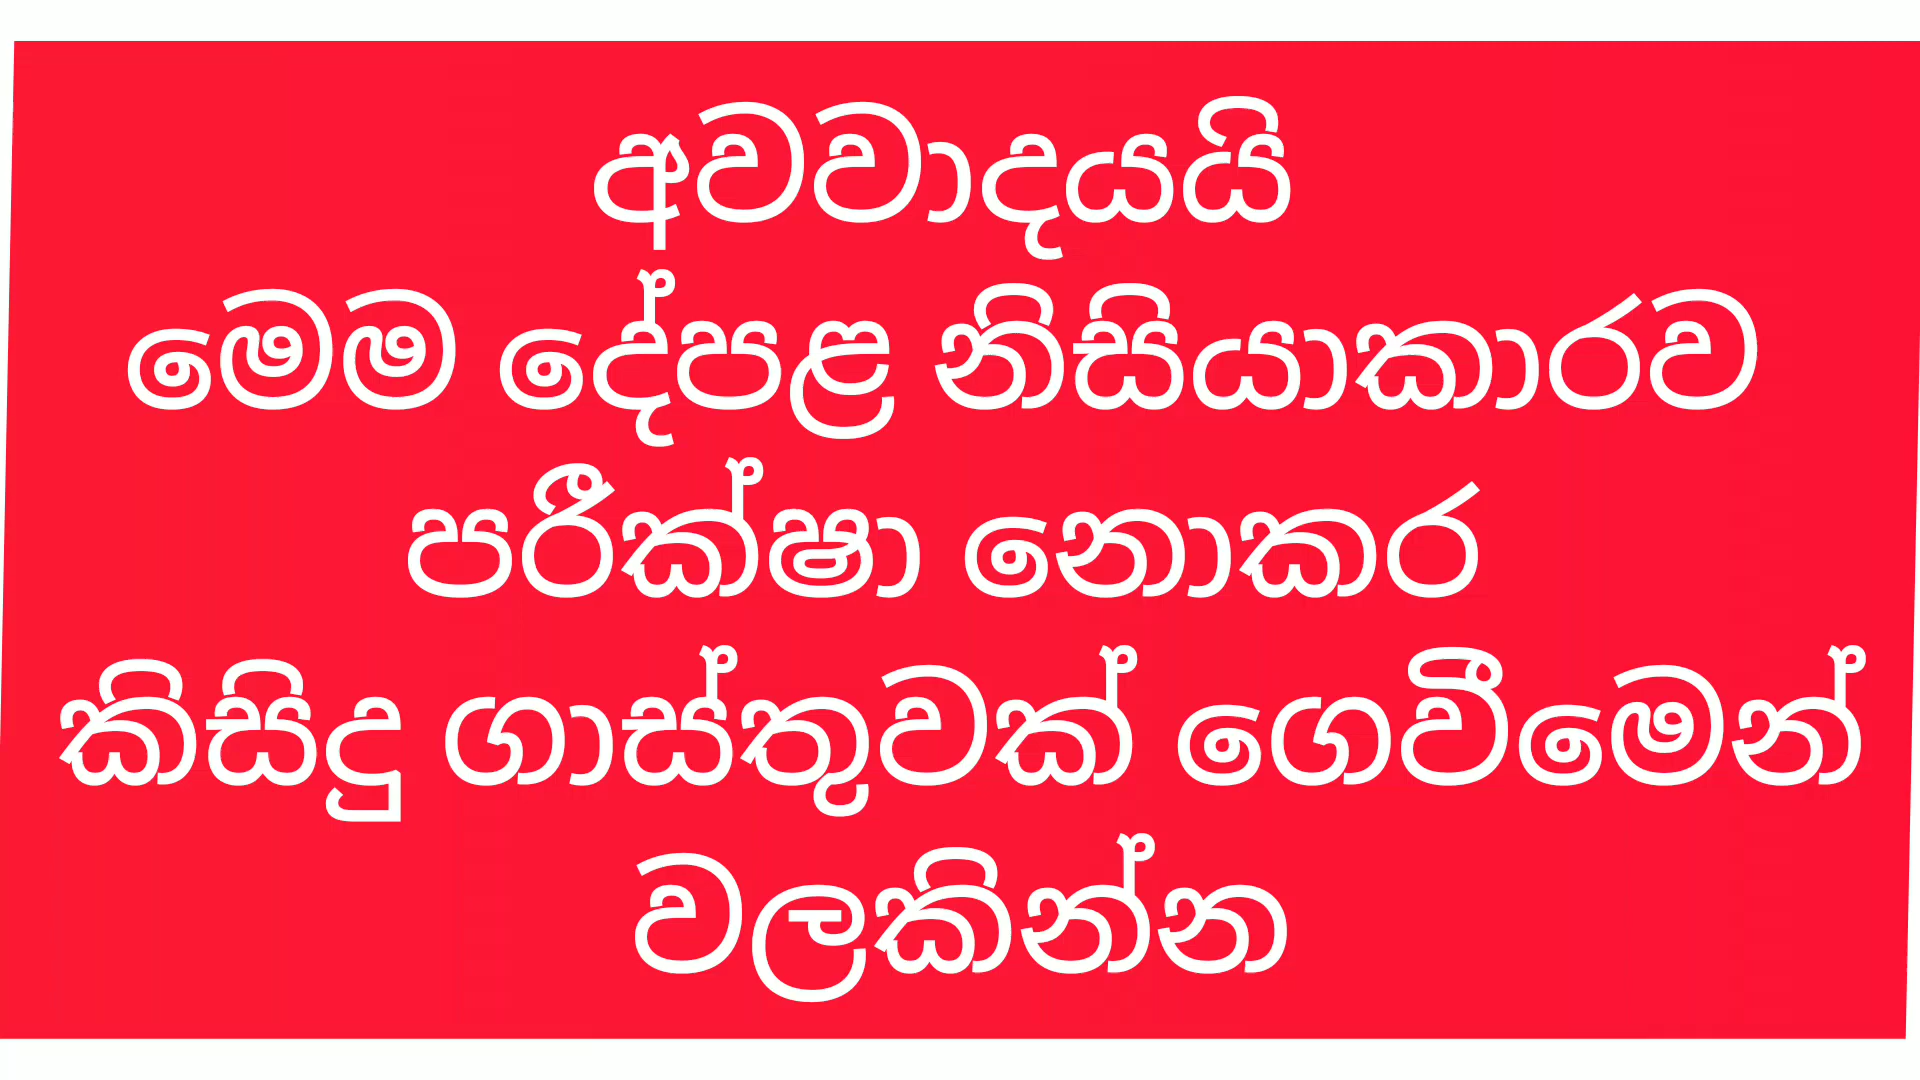 අවවාදයයි
මෙම දේපළ නිසියාකාරව
පරීක්ෂා නොකර
කිසිදු ගාස්තුවක් ගෙවීමෙන්
වලකින්න